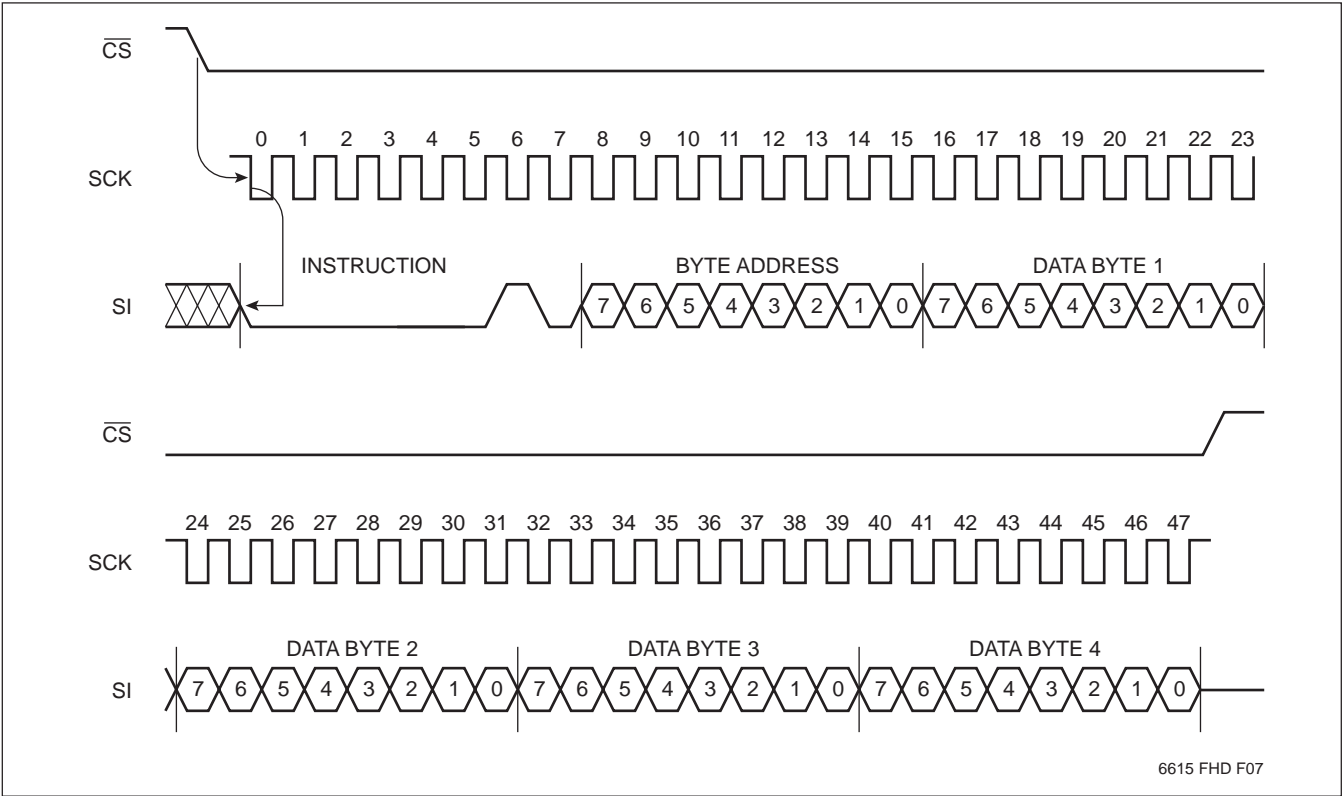 CS
0 1 2 3 4 5 6 7 8 9 10 11 12 13 14 15 16 17 18 19 20 21 22 23
SCK
INSTRUCTION BYTE ADDRESS DATA BYTE 1
SI 7 6 5 4 3 2 1 0 7 6 5 4 3 2 1 0
CS
24 25 26 27 28 29 30 31 32 33 34 35 36 37 38 39 40 41 42 43 44 45 46 47
SCK
DATA BYTE 2 DATA BYTE 3 DATA BYTE 4
SI 7 6 5 4 3 2 1 0 7 6 5 4 3 2 1 0 7 6 5 4 3 2 1 0
6615 FHD F07